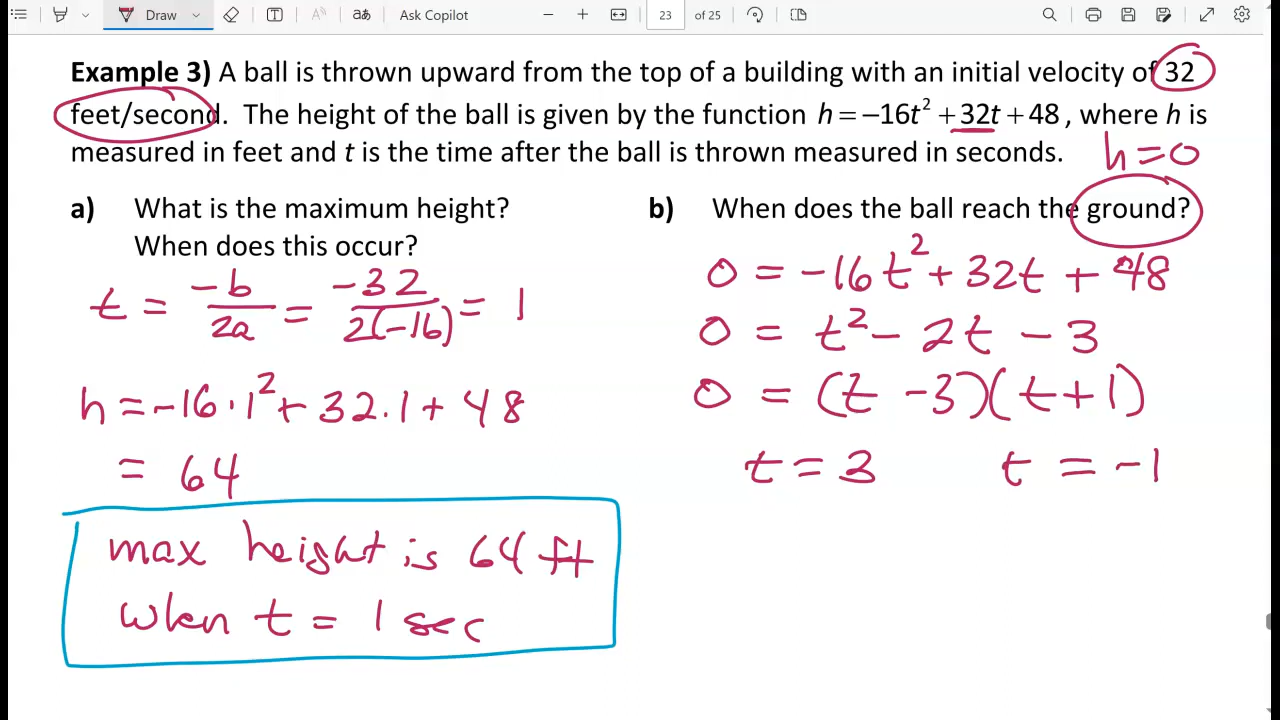 Draw A aあ Ask Copilot 23 of 25
Example 3) A ball is thrown upward from the top of a building with an initial velocity of 32
feet/second. The height of the ball is given by the function h = −16t² + 32t + 48, where h is
measured in feet and t is the time after the ball is thrown measured in seconds.
h = 0
a) What is the maximum height?
When does this occur?
t = -b/2a = -32/2(-16) = 1
h = -16·1² + 32.1 + 48
= 64
max height is 64 ft
when t = 1 sec
b) When does the ball reach the ground?
0 = -16t² + 32t + 48
0 = t² - 2t - 3
0 = (t - 3)(t + 1)
t = 3 t = -1